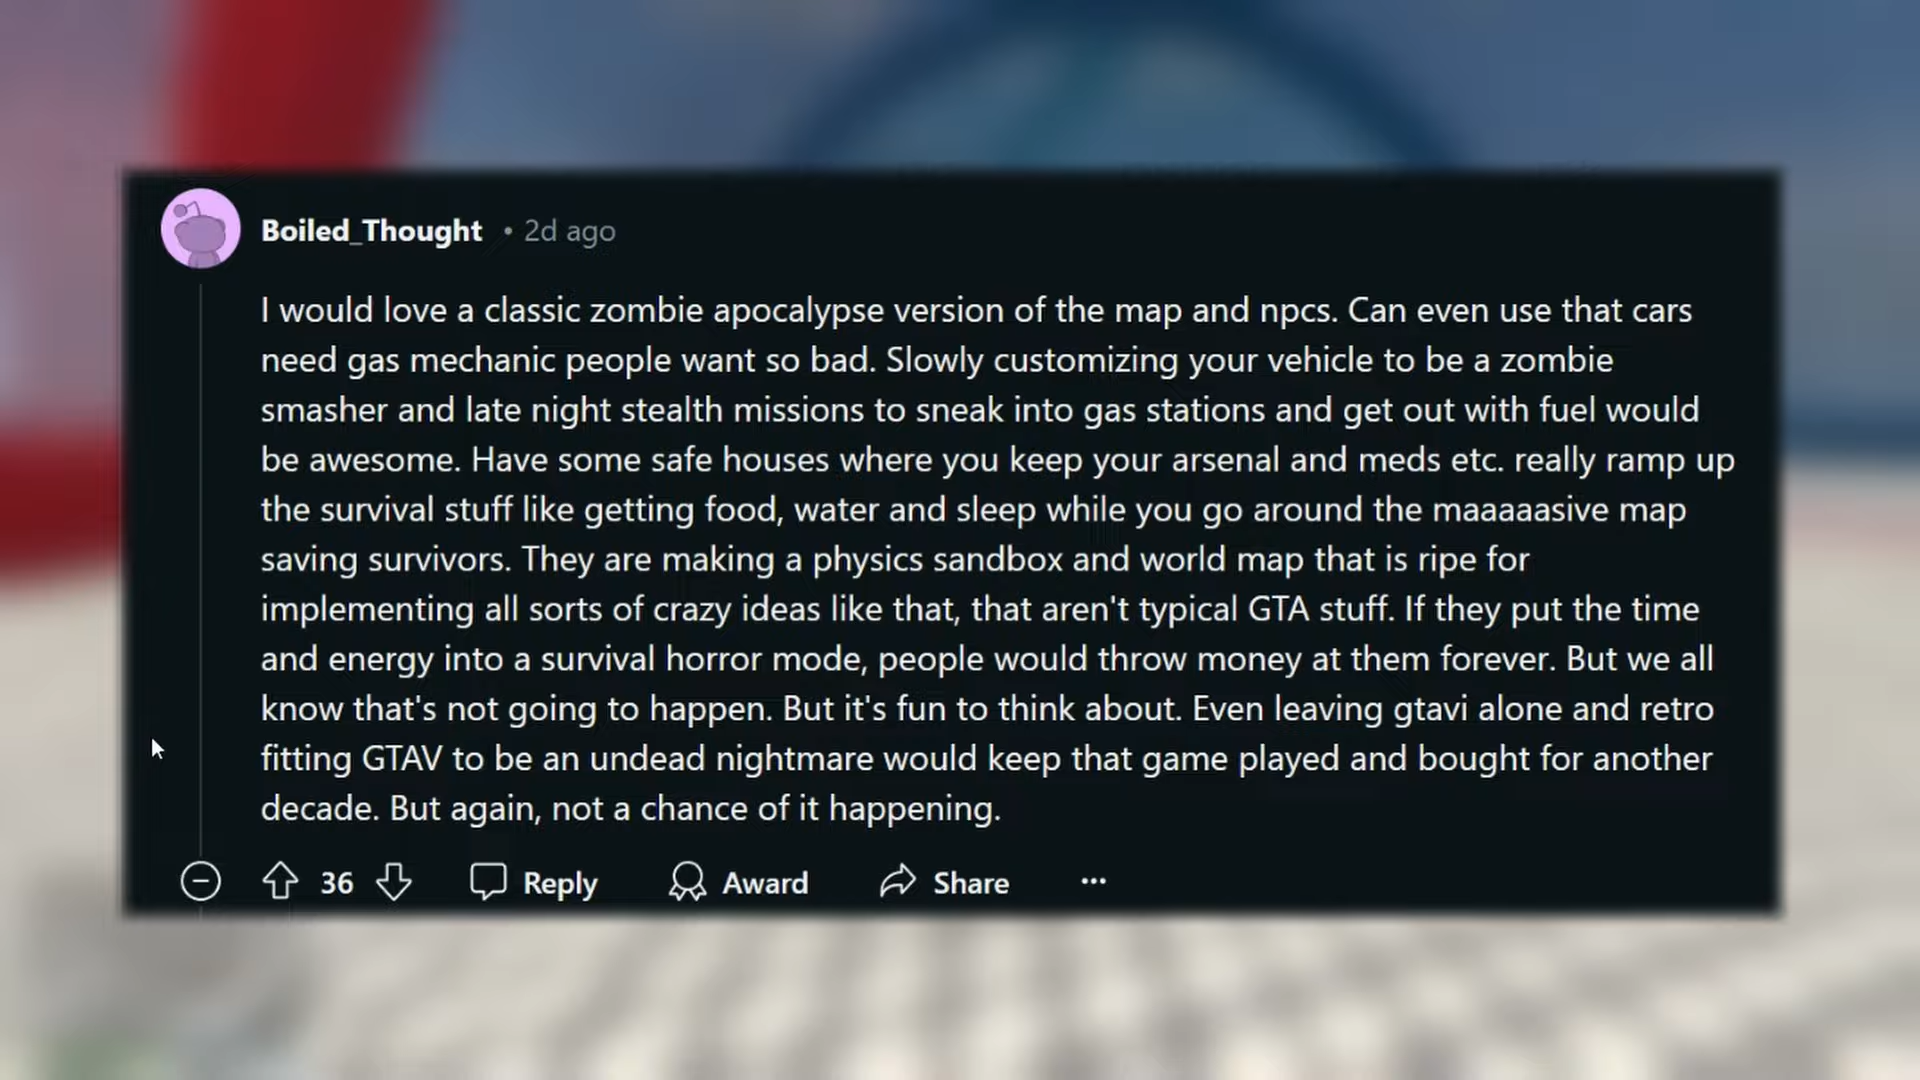 Boiled_Thought • 2d ago
I would love a classic zombie apocalypse version of the map and npcs. Can even use that cars
need gas mechanic people want so bad. Slowly customizing your vehicle to be a zombie
smasher and late night stealth missions to sneak into gas stations and get out with fuel would
be awesome. Have some safe houses where you keep your arsenal and meds etc. really ramp up
the survival stuff like getting food, water and sleep while you go around the maaaaasive map
saving survivors. They are making a physics sandbox and world map that is ripe for
implementing all sorts of crazy ideas like that, that aren't typical GTA stuff. If they put the time
and energy into a survival horror mode, people would throw money at them forever. But we all
know that's not going to happen. But it's fun to think about. Even leaving gtavi alone and retro
fitting GTAV to be an undead nightmare would keep that game played and bought for another
decade. But again, not a chance of it happening.
36 Reply Award Share ...